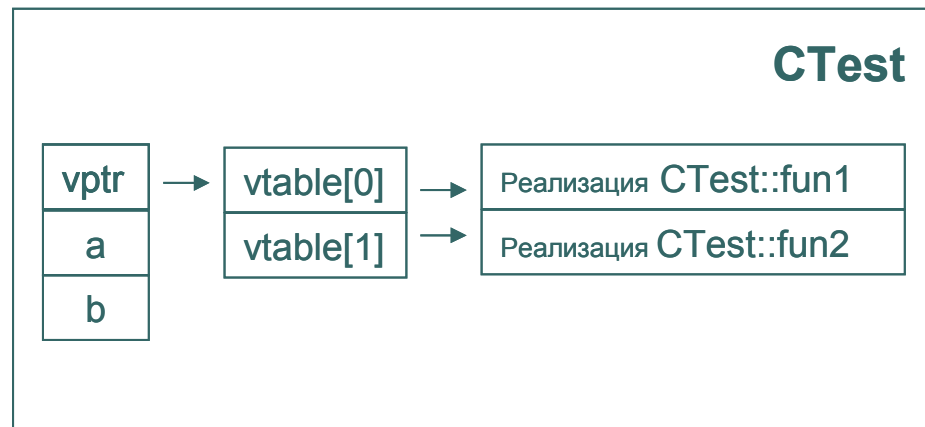 CTest
vptr
a
b
vtable[0]
vtable[1]
Реализация CTest::fun1
Реализация CTest::fun2